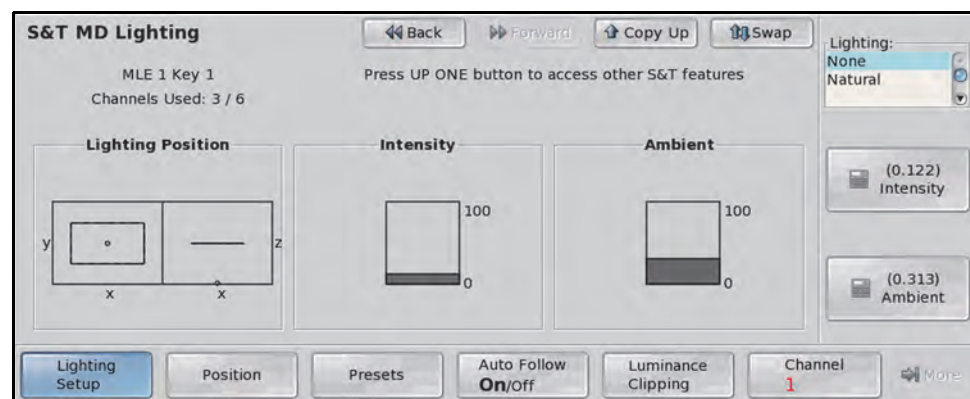 S&T MD Lighting
Back
Forward
Copy Up
Swap
MLE 1 Key 1
Channels Used: 3 / 6
Press UP ONE button to access other S&T features
Lighting:
None
Natural
Lighting Position
y
x
x
z
Intensity
100
0
Ambient
100
0
(0.122)
Intensity
(0.313)
Ambient
Lighting
Setup
Position
Presets
Auto Follow
On/Off
Luminance
Clipping
Channel
1
More